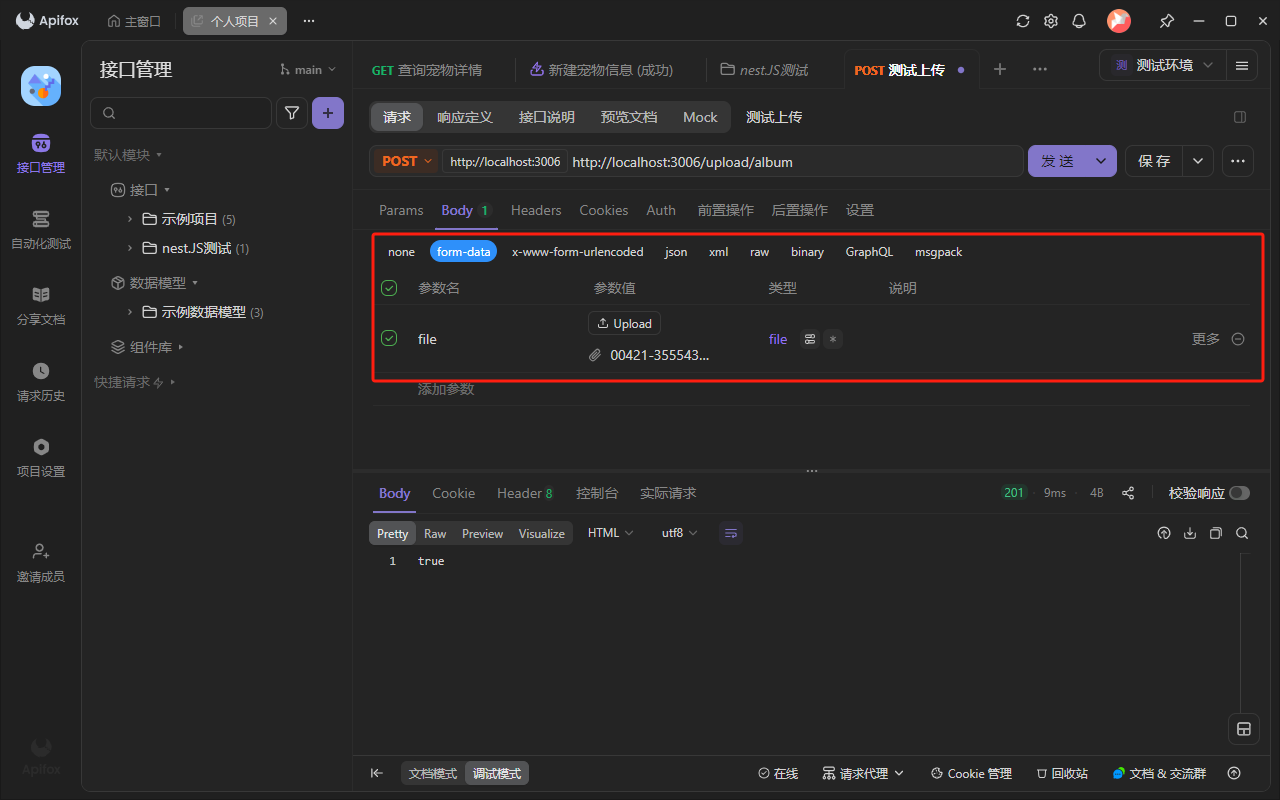 Apifox
主窗口
个人项目
接口管理
自动化测试
分享文档
请求历史
项目设置
邀请成员
Apifox
接口管理
main
默认模块
接口
示例项目 (5)
nestJS测试 (1)
数据模型
示例数据模型 (3)
组件库
快捷请求
GET 查询宠物详情
新建宠物信息 (成功)
nestJS测试
POST 测试上传
测 测试环境
请求 响应定义 接口说明 预览文档 Mock 测试上传
POST http://localhost:3006 http://localhost:3006/upload/album
发送
保存
Params Body 1 Headers Cookies Auth 前置操作 后置操作 设置
none form-data x-www-form-urlencoded json xml raw binary GraphQL msgpack
参数名 参数值 类型 说明
Upload
file file * 更多
00421-355543...
添加参数
Body Cookie Header 8 控制台 实际请求
201 9ms 4B 校验响应
Pretty Raw Preview Visualize HTML utf8
1 true
文档模式 调试模式
在线 请求代理 Cookie 管理 回收站 文档 & 交流群